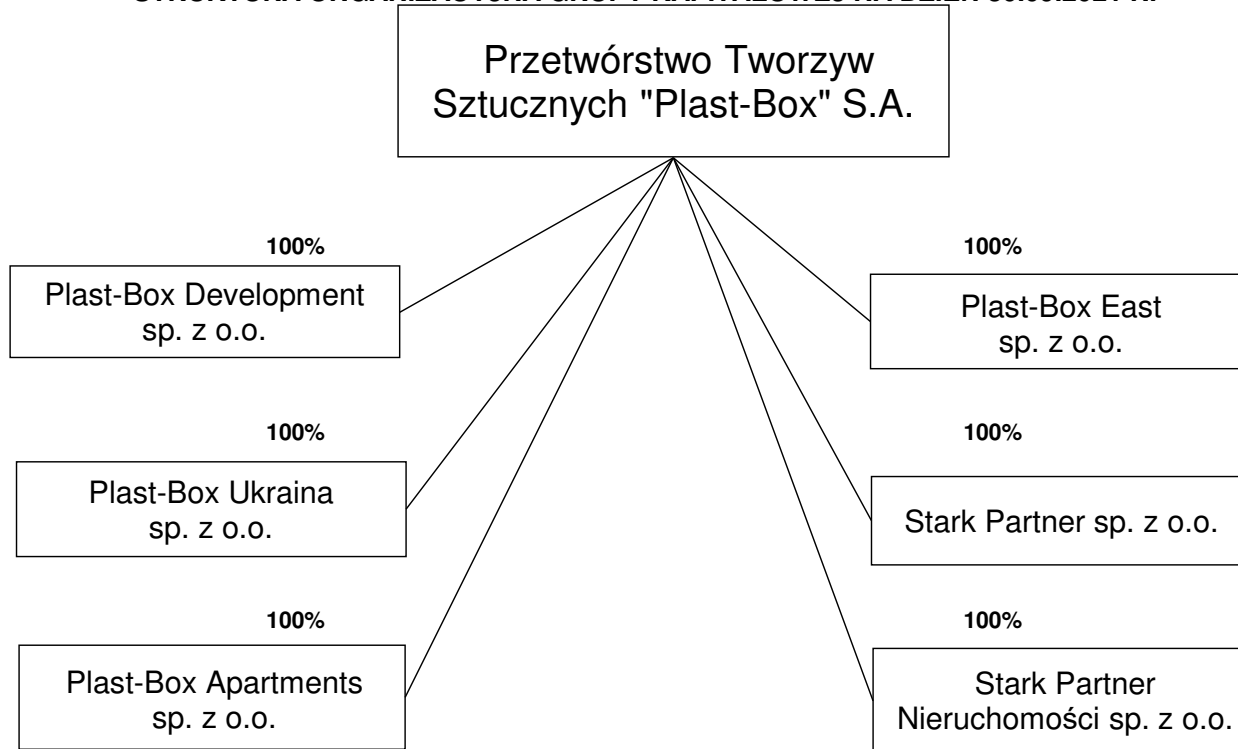 Przetwórstwo Tworzyw
Sztucznych "Plast-Box" S.A.
100%
100%
Plast-Box Development
sp. z o.o.
Plast-Box East
sp. z o.o.
100%
100%
Plast-Box Ukraina
sp. z o.o.
Stark Partner sp. z o.o.
100%
100%
Plast-Box Apartments
sp. z o.o.
Stark Partner
Nieruchomości sp. z o.o.